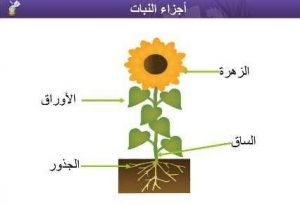 أجزاء النبات
الزهرة
الأوراق
الساق
الجذور